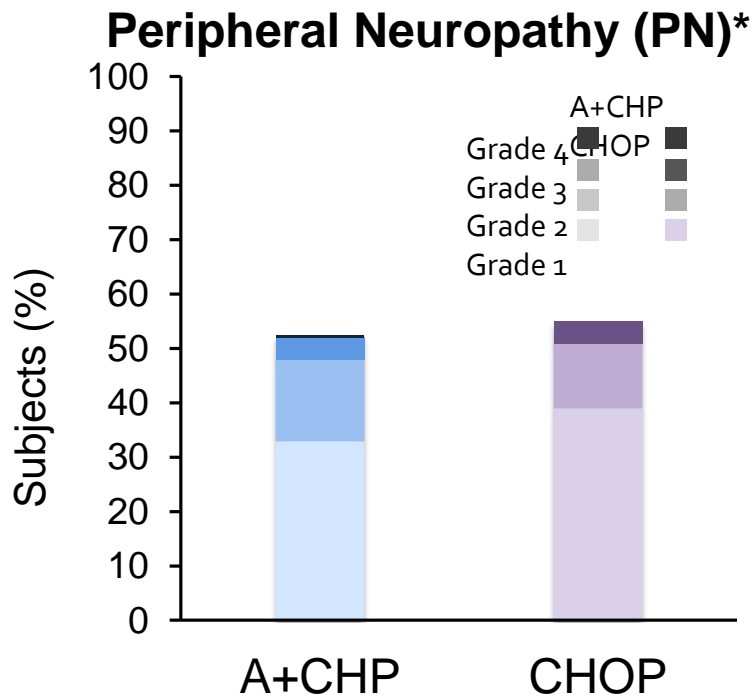 Peripheral Neuropathy (PN)*
100
90
80
70
60
50
40
30
20
10
0
Subjects (%)
A+CHP
CHOP
Grade 4
Grade 3
Grade 2
Grade 1
A+CHP
CHOP